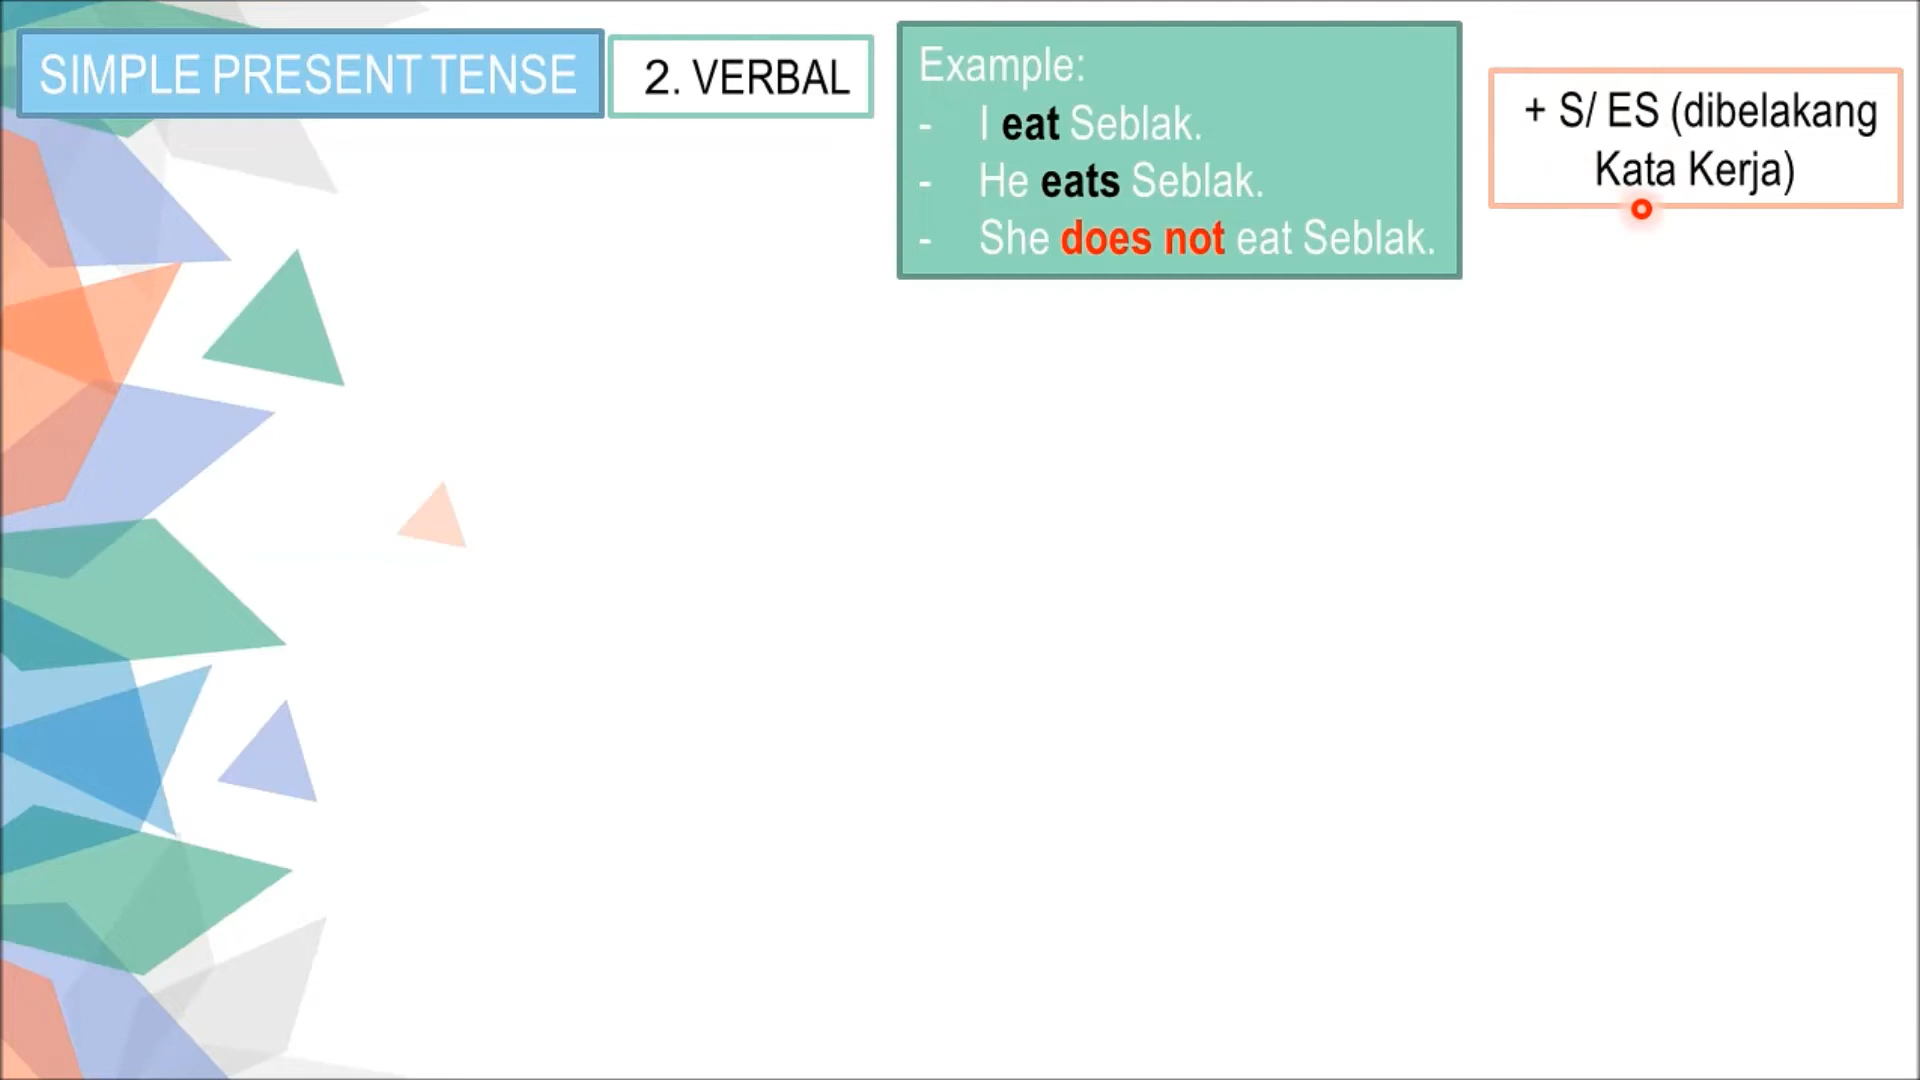 SIMPLE PRESENT TENSE
2. VERBAL
Example:
- I eat Seblak.
- He eats Seblak.
- She does not eat Seblak.
+ S/ ES (dibelakang
Kata Kerja)